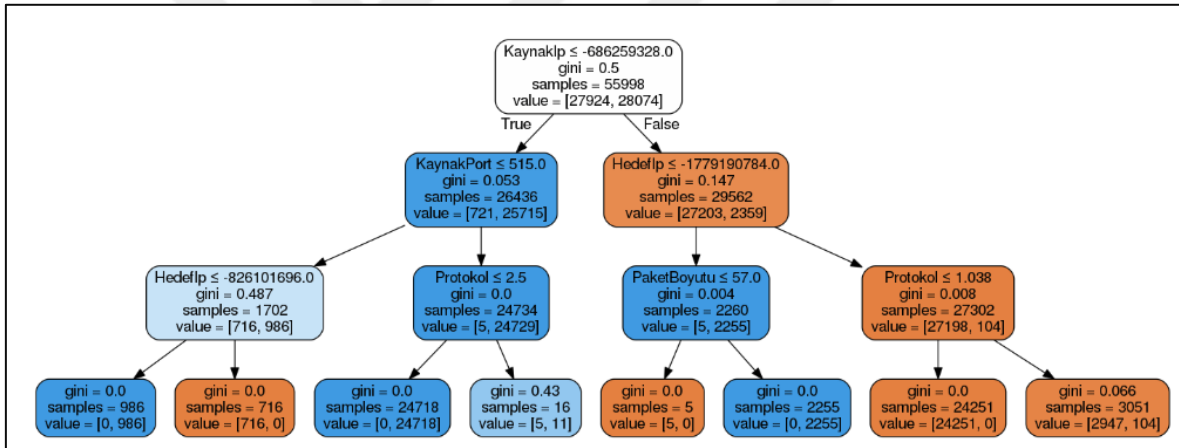 KaynakIp ≤ -686259328.0
gini = 0.5
samples = 55998
value = [27924, 28074]
True
False
KaynakPort ≤ 515.0
gini = 0.053
samples = 26436
value = [721, 25715]
HedefIp ≤ -1779190784.0
gini = 0.147
samples = 29562
value = [27203, 2359]
HedefIp ≤ -826101696.0
gini = 0.487
samples = 1702
value = [716, 986]
Protokol ≤ 2.5
gini = 0.0
samples = 24734
value = [5, 24729]
PaketBoyutu ≤ 57.0
gini = 0.004
samples = 2260
value = [5, 2255]
Protokol ≤ 1.038
gini = 0.008
samples = 27302
value = [27198, 104]
gini = 0.0
samples = 986
value = [0, 986]
gini = 0.0
samples = 716
value = [716, 0]
gini = 0.0
samples = 24718
value = [0, 24718]
gini = 0.43
samples = 16
value = [5, 11]
gini = 0.0
samples = 5
value = [5, 0]
gini = 0.0
samples = 2255
value = [0, 2255]
gini = 0.0
samples = 24251
value = [24251, 0]
gini = 0.066
samples = 3051
value = [2947, 104]